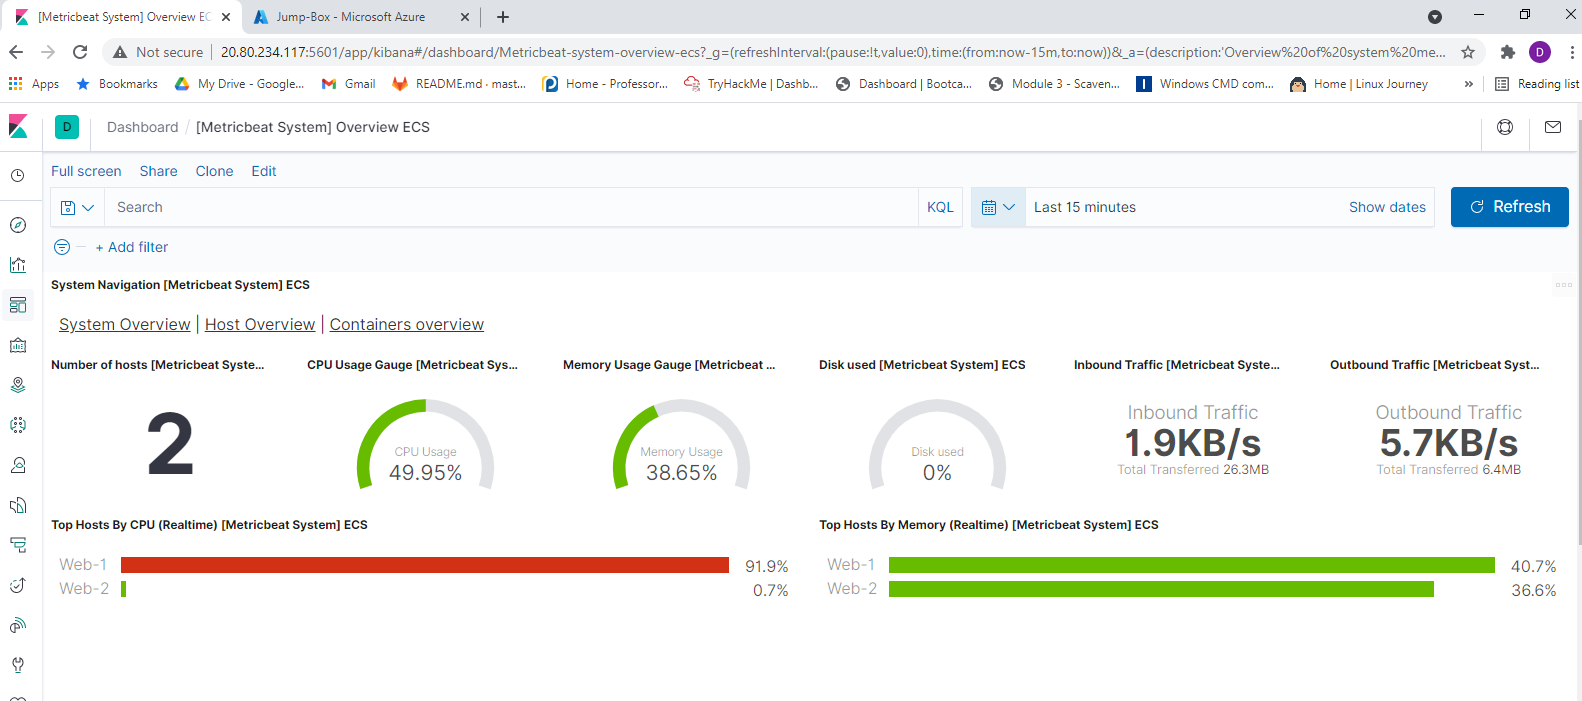 [Metricbeat System] Overview EC
Jump-Box - Microsoft Azure
Not secure
20.80.234.117:5601/app/kibana#/dashboard/Metricbeat-system-overview-ecs?_g=(refreshInterval:(pause:!t,value:0),time:(from:now-15m,to:now))&_a=(description:'Overview%20of%20system%20me...
D
Apps
Bookmarks
My Drive - Google...
Gmail
README.md · mast...
Home - Professor...
TryHackMe | Dashb...
Dashboard | Bootca...
Module 3 - Scaven...
Windows CMD com...
Home | Linux Journey
»
Reading list
D
Dashboard / [Metricbeat System] Overview ECS
Full screen
Share
Clone
Edit
Search
KQL
Last 15 minutes
Show dates
Refresh
+ Add filter
System Navigation [Metricbeat System] ECS
System Overview | Host Overview | Containers overview
Number of hosts [Metricbeat Syste...
2
CPU Usage Gauge [Metricbeat Sys...
CPU Usage
49.95%
Memory Usage Gauge [Metricbeat ...
Memory Usage
38.65%
Disk used [Metricbeat System] ECS
Disk used
0%
Inbound Traffic [Metricbeat Syste...
Inbound Traffic
1.9KB/s
Total Transferred 26.3MB
Outbound Traffic [Metricbeat Syst...
Outbound Traffic
5.7KB/s
Total Transferred 6.4MB
Top Hosts By CPU (Realtime) [Metricbeat System] ECS
Web-1 91.9%
Web-2 0.7%
Top Hosts By Memory (Realtime) [Metricbeat System] ECS
Web-1 40.7%
Web-2 36.6%